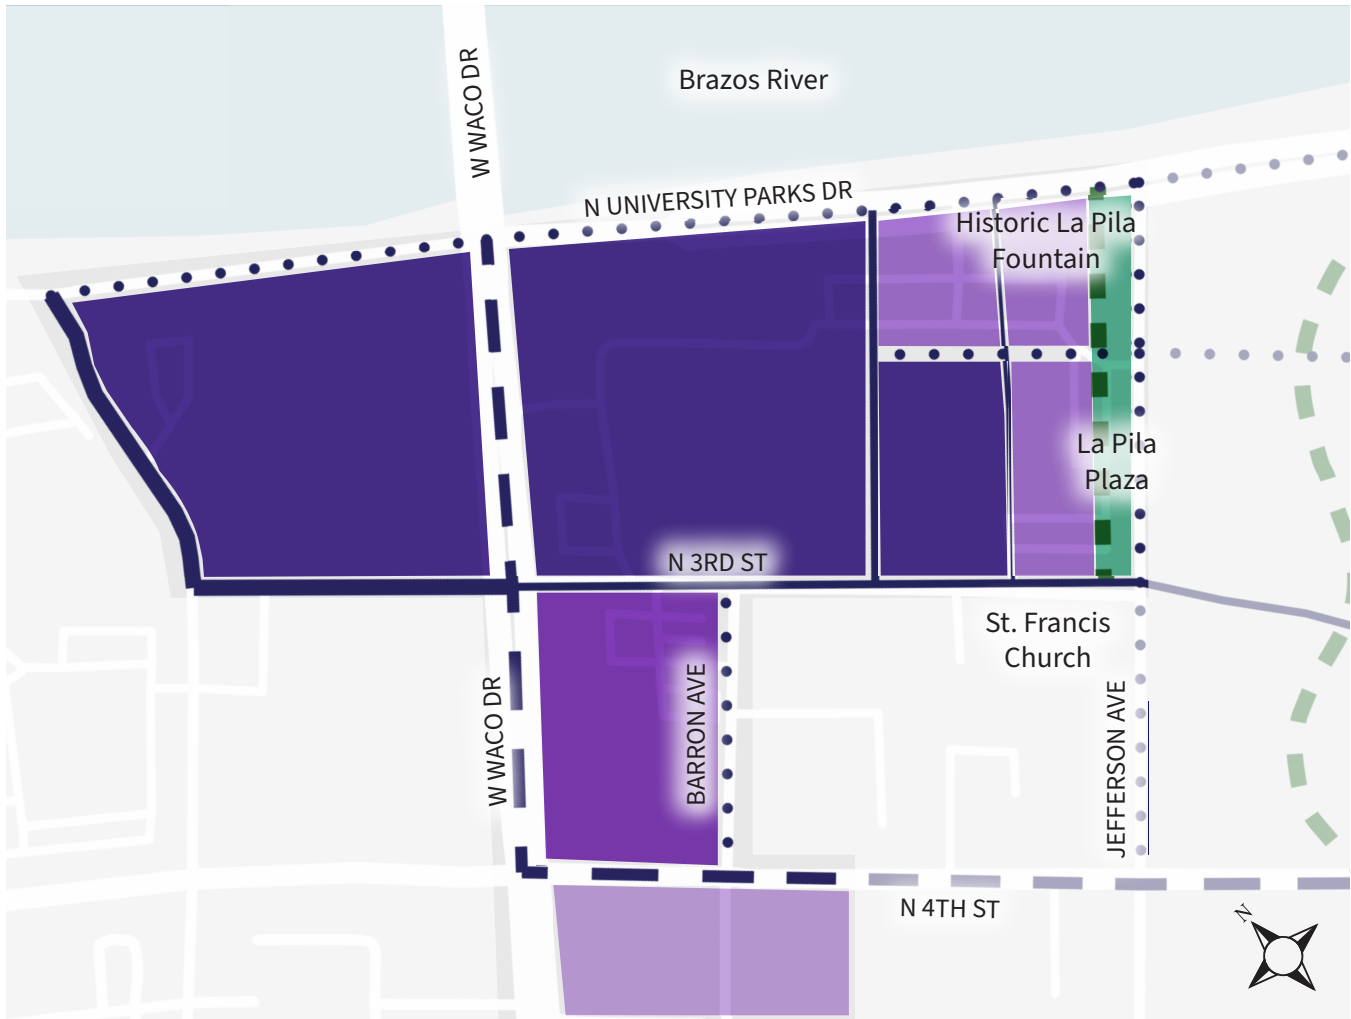 W WACO DR
Brazos River
N UNIVERSITY PARKS DR
Historic La Pila
Fountain
La Pila
Plaza
N 3RD ST
St. Francis
Church
W WACO DR
BARRON AVE
JEFFERSON AVE
N 4TH ST
N